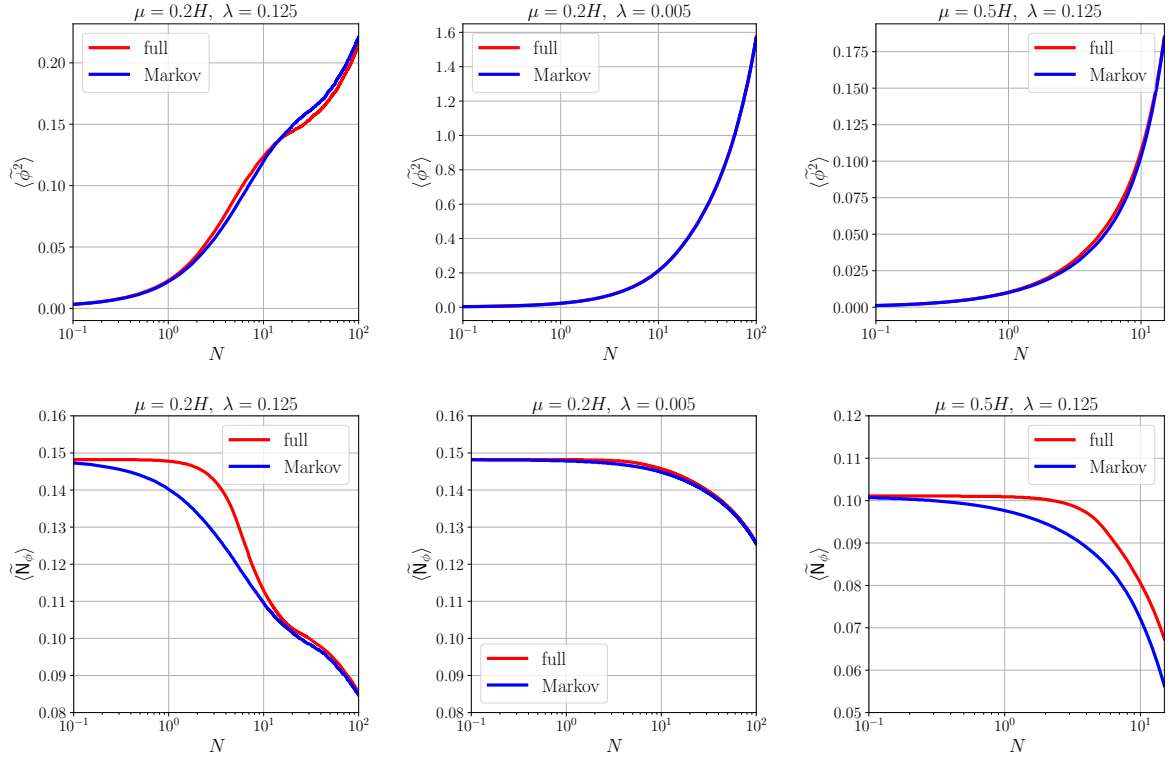 μ = 0.2H, λ = 0.125
full
Markov
0.20
0.15
0.10
0.05
0.00
⟨φ̃²⟩
10⁻¹ 10⁰ 10¹ 10²
N
μ = 0.2H, λ = 0.005
full
Markov
1.6
1.4
1.2
1.0
0.8
0.6
0.4
0.2
0.0
⟨φ̃²⟩
10⁻¹ 10⁰ 10¹ 10²
N
μ = 0.5H, λ = 0.125
full
Markov
0.175
0.150
0.125
0.100
0.075
0.050
0.025
0.000
⟨φ̃²⟩
10⁻¹ 10⁰ 10¹
N
μ = 0.2H, λ = 0.125
full
Markov
0.16
0.15
0.14
0.13
0.12
0.11
0.10
0.09
0.08
⟨Ñ_ϕ⟩
10⁻¹ 10⁰ 10¹ 10²
N
μ = 0.2H, λ = 0.005
0.16
0.15
0.14
0.13
0.12
0.11
0.10
0.09
0.08
⟨Ñ_ϕ⟩
full
Markov
10⁻¹ 10⁰ 10¹ 10²
N
μ = 0.5H, λ = 0.125
full
Markov
0.12
0.11
0.10
0.09
0.08
0.07
0.06
0.05
⟨Ñ_ϕ⟩
10⁻¹ 10⁰ 10¹
N